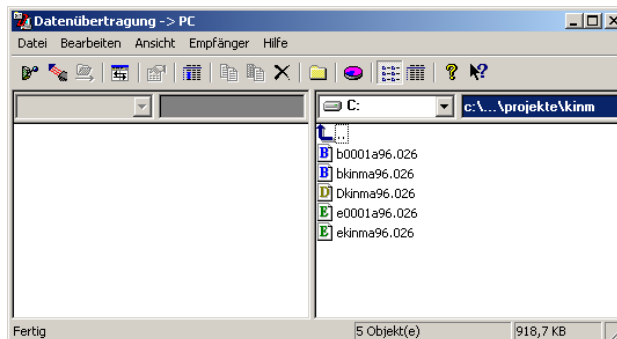 Datenübertragung -> PC
Datei Bearbeiten Ansicht Empfänger Hilfe
C: c:\...\projekte\kinm
..
B b0001a96.026
B bkinma96.026
D Dkinma96.026
E e0001a96.026
E ekinma96.026
Fertig 5 Objekt(e) 918,7 KB